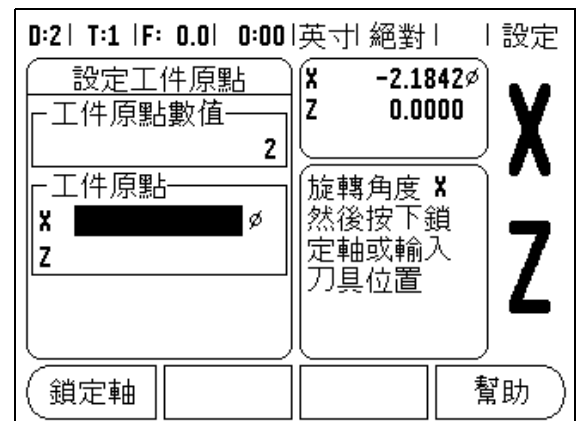 D:2| T:1 |F: 0.0| 0:00|英寸| 絕對| | 設定
設定工件原點
工件原點數值
2
工件原點
X ⌀
Z
X -2.1842⌀
Z 0.0000
旋轉角度 X
然後按下鎖
定軸或輸入
刀具位置
X
Z
鎖定軸
幫助